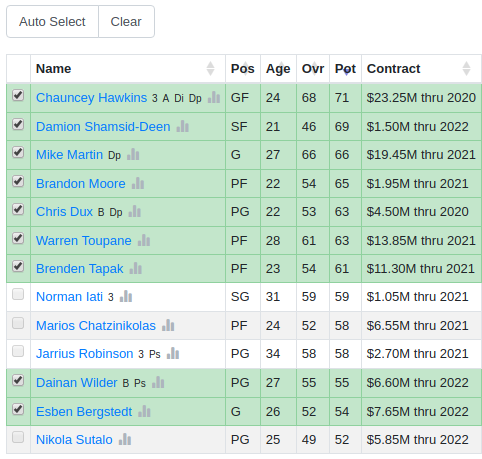 Auto Select Clear
Name Pos Age Ovr Pot Contract
Chauncey Hawkins 3 A Di Dp GF 24 68 71 $23.25M thru 2020
Damion Shamsid-Deen SF 21 46 69 $1.50M thru 2022
Mike Martin Dp G 27 66 66 $19.45M thru 2021
Brandon Moore PF 22 54 65 $1.95M thru 2021
Chris Dux B Dp PG 22 53 63 $4.50M thru 2020
Warren Toupane PF 28 61 63 $13.85M thru 2021
Brenden Tapak PF 23 54 61 $11.30M thru 2021
Norman Iati 3 SG 31 59 59 $1.05M thru 2021
Marios Chatzinikolas PF 24 52 58 $6.55M thru 2021
Jarrius Robinson 3 Ps PG 34 58 58 $2.70M thru 2021
Dainan Wilder B Ps PG 27 55 55 $6.60M thru 2022
Esben Bergstedt G 26 52 54 $7.65M thru 2022
Nikola Sutalo PG 25 49 52 $5.85M thru 2022